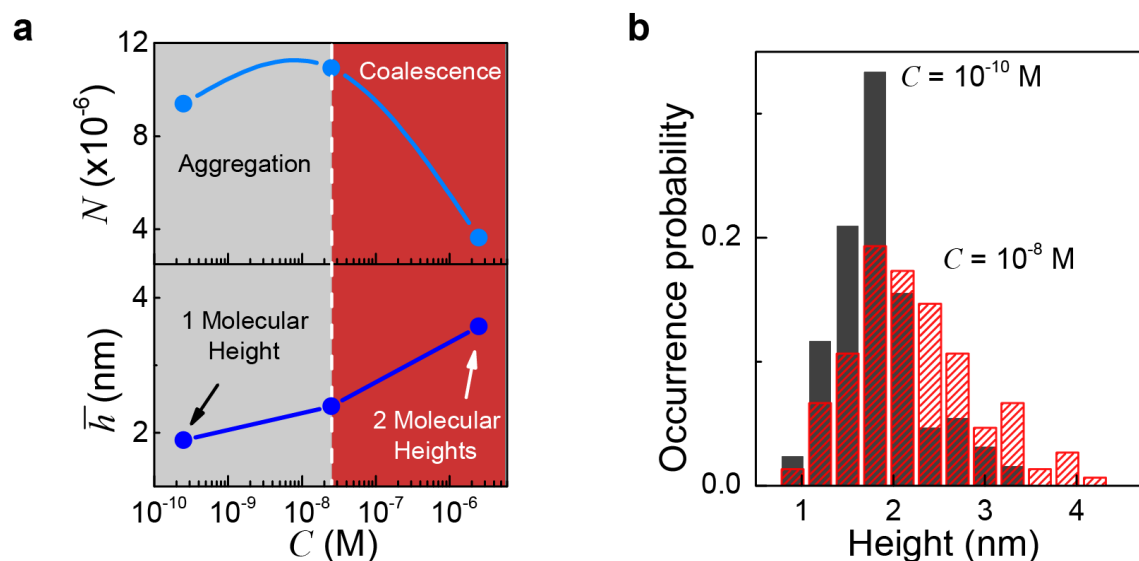 a
12
8
4
N (x10⁻⁶)
Aggregation
Coalescence
4
2
h̅ (nm)
1 Molecular
Height
2 Molecular
Heights
10⁻¹⁰ 10⁻⁹ 10⁻⁸ 10⁻⁷ 10⁻⁶
C (M)
b
Occurrence probability
0.2
0.0
C = 10⁻¹⁰ M
C = 10⁻⁸ M
1 2 3 4
Height (nm)